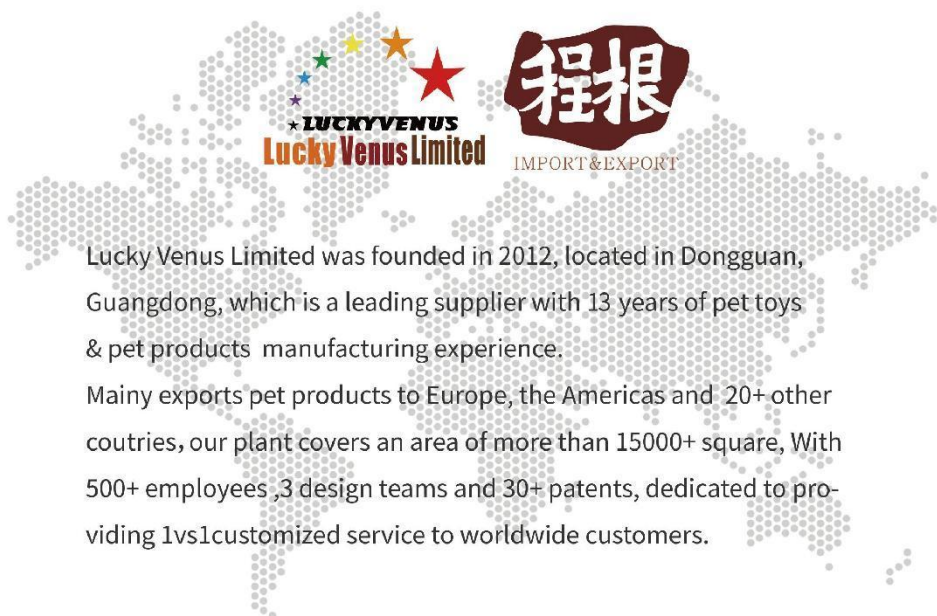 LUCKYVENUS
Lucky Venus Limited
程根
IMPORT&EXPORT
Lucky Venus Limited was founded in 2012, located in Dongguan,
Guangdong, which is a leading supplier with 13 years of pet toys
& pet products manufacturing experience.
Mainy exports pet products to Europe, the Americas and 20+ other
coutries, our plant covers an area of more than 15000+ square, With
500+ employees ,3 design teams and 30+ patents, dedicated to pro-
viding 1vs1customized service to worldwide customers.